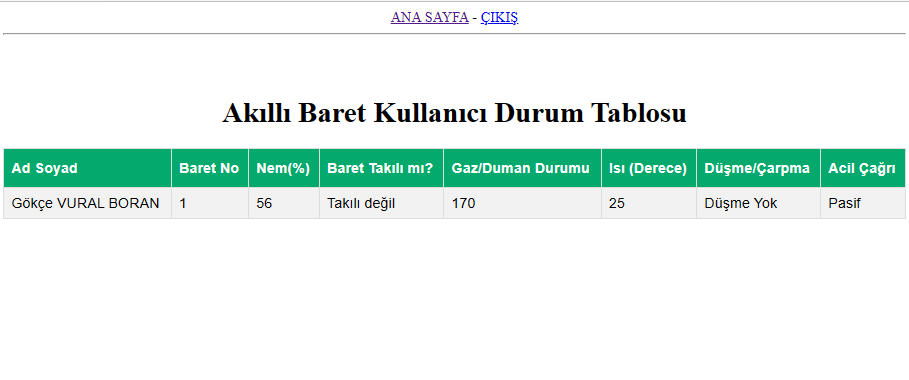 ANA SAYFA - ÇIKIŞ
Akıllı Baret Kullanıcı Durum Tablosu
Ad Soyad Baret No Nem(%) Baret Takılı mı? Gaz/Duman Durumu Isı (Derece) Düşme/Çarpma Acil Çağrı
Gökçe VURAL BORAN 1 56 Takılı değil 170 25 Düşme Yok Pasif